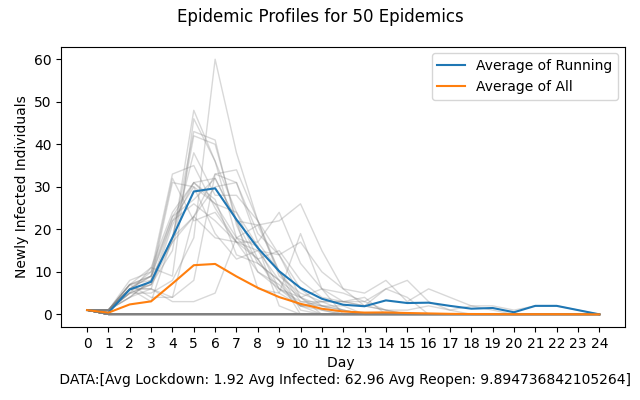 Epidemic Profiles for 50 Epidemics
Average of Running
Average of All
Newly Infected Individuals
60
50
40
30
20
10
0
0 1 2 3 4 5 6 7 8 9 10 11 12 13 14 15 16 17 18 19 20 21 22 23 24
Day
DATA:[Avg Lockdown: 1.92 Avg Infected: 62.96 Avg Reopen: 9.894736842105264]